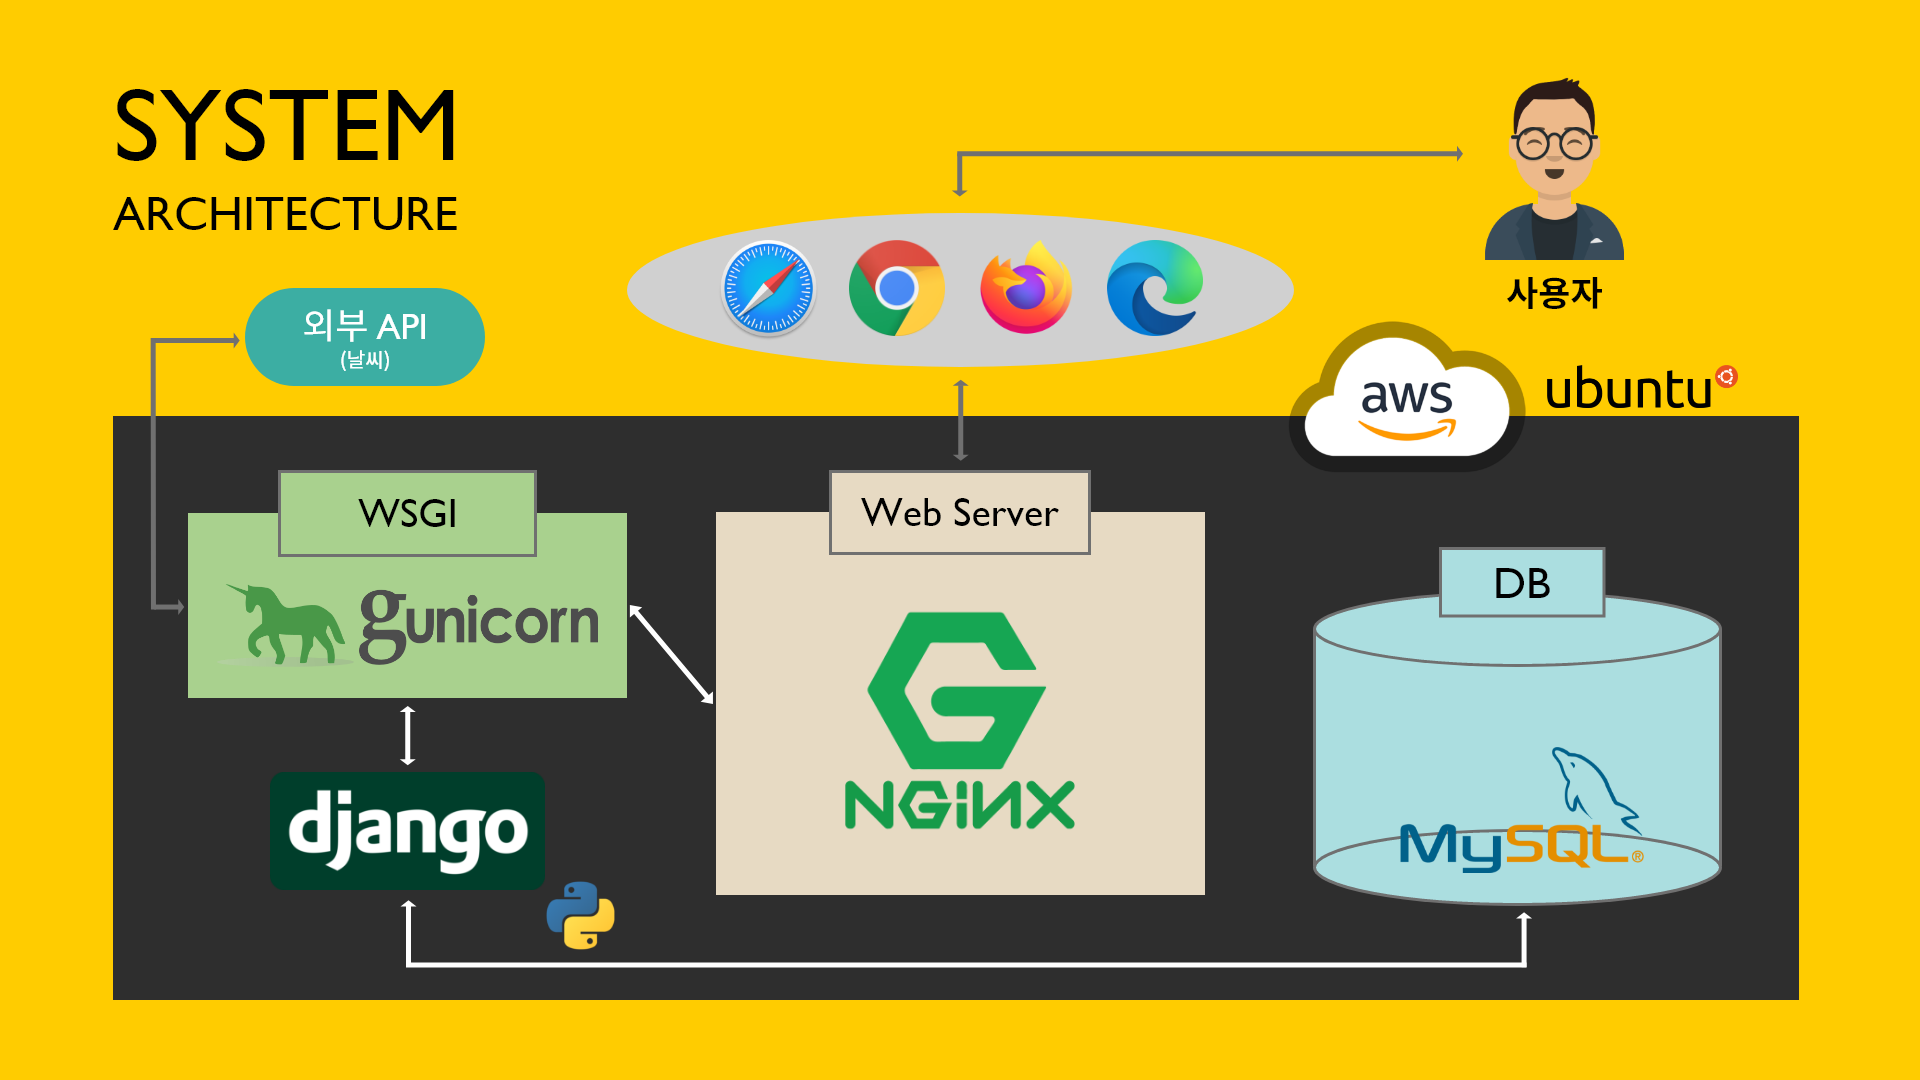 SYSTEM
ARCHITECTURE
사용자
외부 API
(날씨)
aws
ubuntu
WSGI
gunicorn
Web Server
NGiNX
DB
MySQL®
django